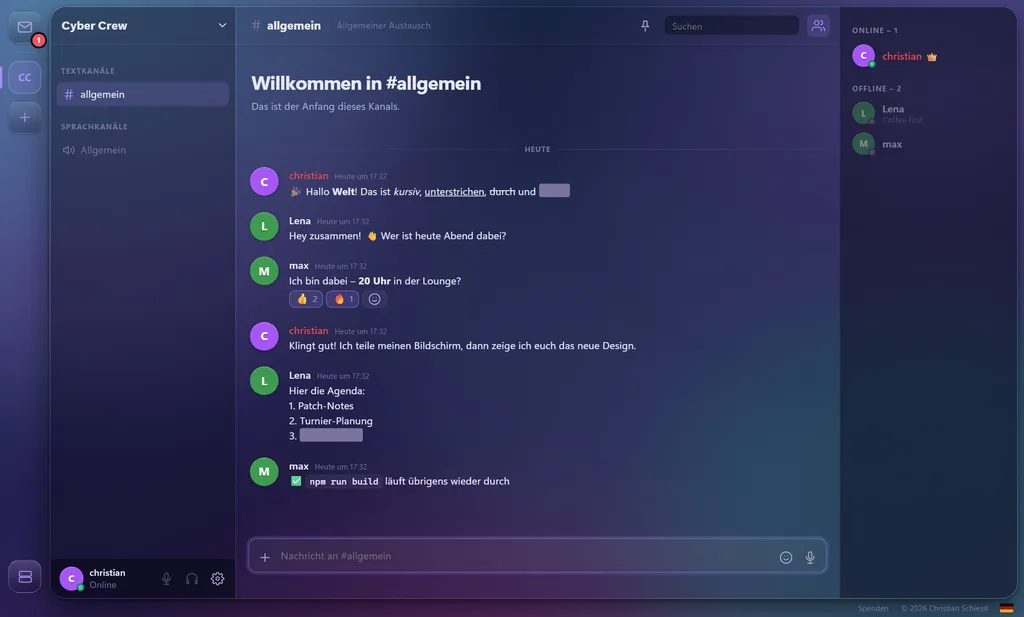 1
Cyber Crew
# allgemein
Allgemeiner Austausch
Suchen
CC
TEXTKANÄLE
# allgemein
SPRACHKANÄLE
Allgemein
Willkommen in #allgemein
Das ist der Anfang dieses Kanals.
HEUTE
C
christian Heute um 17:32
🎉 Hallo Welt! Das ist kursiv, unterstrichen, durch und
L
Lena Heute um 17:32
Hey zusammen! 👋 Wer ist heute Abend dabei?
M
max Heute um 17:32
Ich bin dabei – 20 Uhr in der Lounge?
👍 2 🔥 1
C
christian Heute um 17:32
Klingt gut! Ich teile meinen Bildschirm, dann zeige ich euch das neue Design.
L
Lena Heute um 17:32
Hier die Agenda:
1. Patch-Notes
2. Turnier-Planung
3.
M
max Heute um 17:32
✅ npm run build läuft übrigens wieder durch
Nachricht an #allgemein
C
christian
Online
ONLINE – 1
C
christian 👑
OFFLINE – 2
L
Lena
Coffee first
M
max
Spenden © 2026 Christian Schiessl